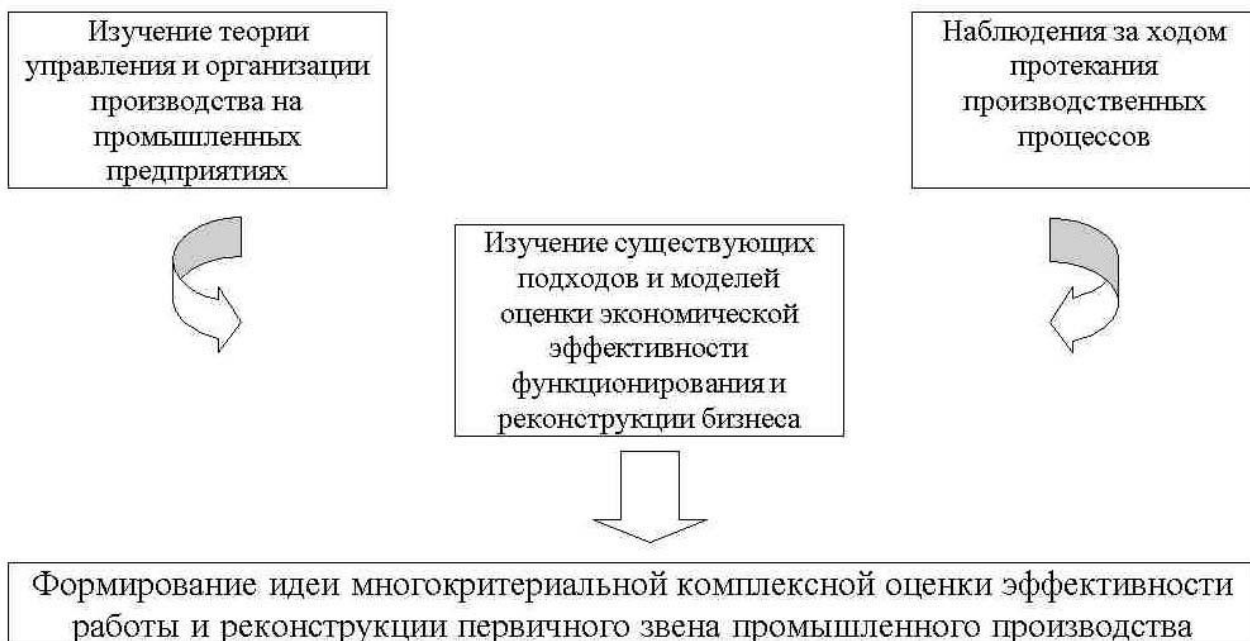 Изучение теории
управления и организации
производства на
промышленных
предприятиях
Наблюдения за ходом
протекания
производственных
процессов
Изучение существующих
подходов и моделей
оценки экономической
эффективности
функционирования и
реконструкции бизнеса
Формирование идеи многокритериальной комплексной оценки эффективности
работы и реконструкции первичного звена промышленного производства